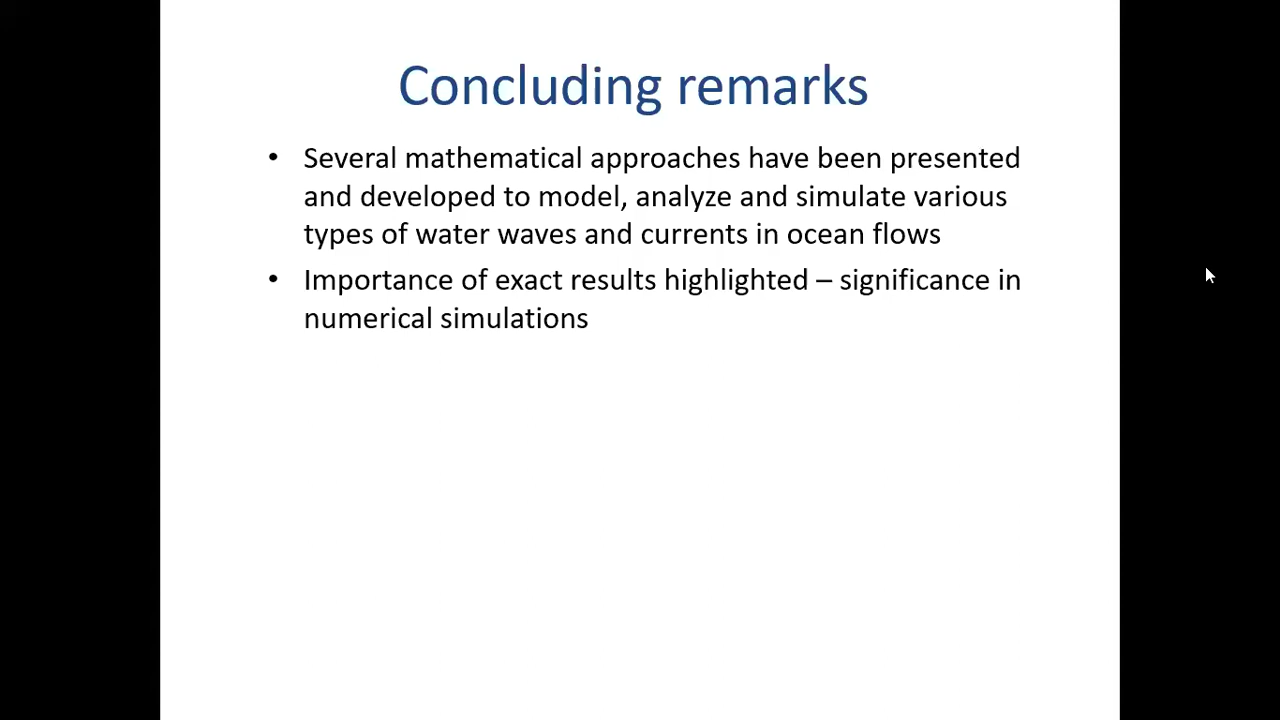 Concluding remarks
• Several mathematical approaches have been presented
and developed to model, analyze and simulate various
types of water waves and currents in ocean flows
• Importance of exact results highlighted – significance in
numerical simulations